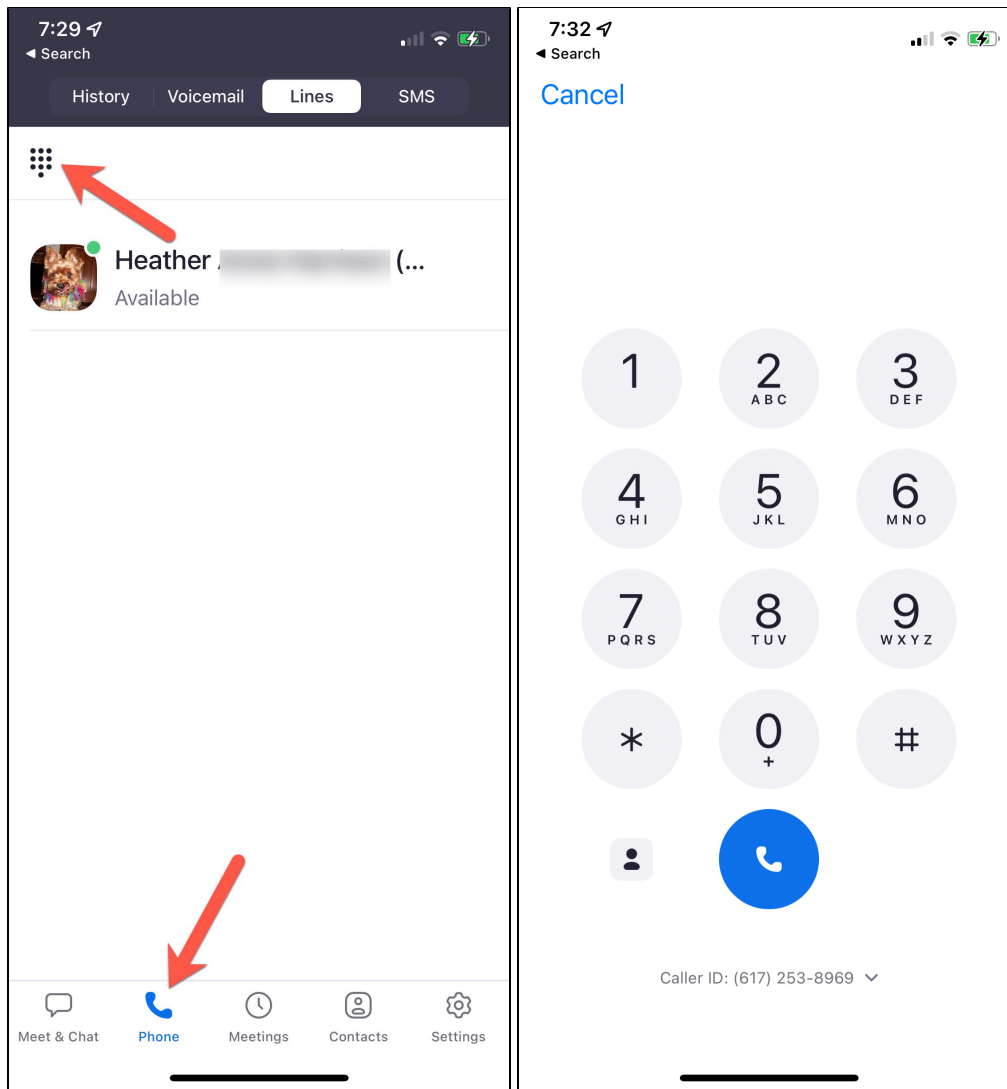 7:29
◀ Search
History Voicemail Lines SMS
Heather (...
Available
Meet & Chat Phone Meetings Contacts Settings
7:32
◀ Search
Cancel
1 2 3
ABC DEF
4 5 6
GHI JKL MNO
7 8 9
PQRS TUV WXYZ
* 0 #
+
Caller ID: (617) 253-8969